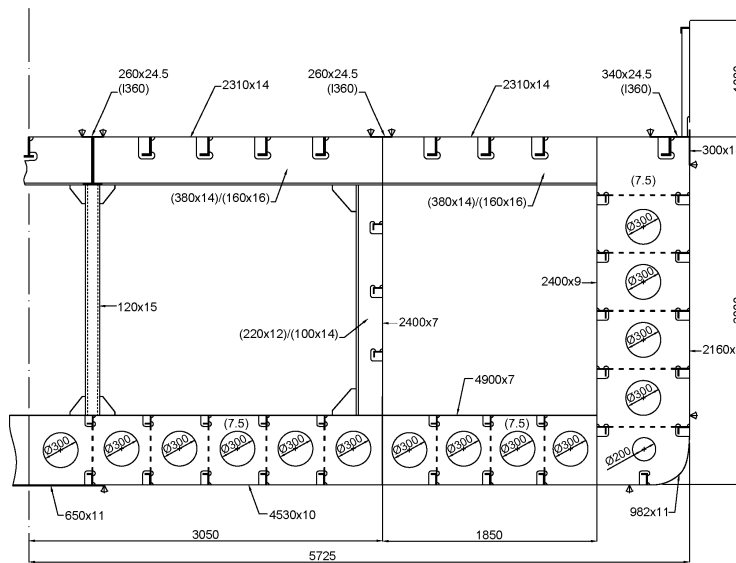 260x24.5
(I360)
2310x14
260x24.5
(I360)
2310x14
340x24.5
(I360)
(7.5)
(380x14)/(160x16)
(380x14)/(160x16)
Ø300
Ø300
2400x9
120x15
(220x12)/(100x14)
2400x7
Ø300
4900x7
Ø300
(7.5)
(7.5)
Ø300
Ø300
Ø300
Ø300
Ø300
Ø300
Ø300
Ø300
Ø300
Ø300
Ø200
650x11
4530x10
982x11
3050
1850
5725